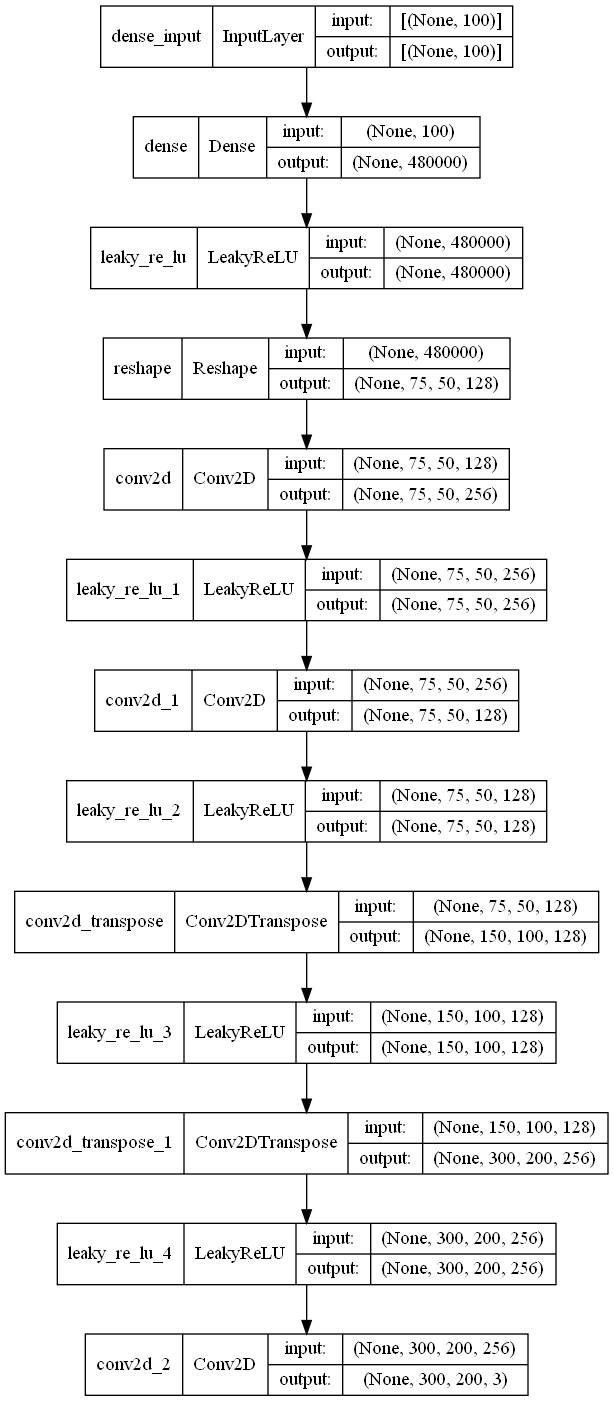 dense_input InputLayer input: [(None, 100)]
output: [(None, 100)]
dense Dense input: (None, 100)
output: (None, 480000)
leaky_re_lu LeakyReLU input: (None, 480000)
output: (None, 480000)
reshape Reshape input: (None, 480000)
output: (None, 75, 50, 128)
conv2d Conv2D input: (None, 75, 50, 128)
output: (None, 75, 50, 256)
leaky_re_lu_1 LeakyReLU input: (None, 75, 50, 256)
output: (None, 75, 50, 256)
conv2d_1 Conv2D input: (None, 75, 50, 256)
output: (None, 75, 50, 128)
leaky_re_lu_2 LeakyReLU input: (None, 75, 50, 128)
output: (None, 75, 50, 128)
conv2d_transpose Conv2DTranspose input: (None, 75, 50, 128)
output: (None, 150, 100, 128)
leaky_re_lu_3 LeakyReLU input: (None, 150, 100, 128)
output: (None, 150, 100, 128)
conv2d_transpose_1 Conv2DTranspose input: (None, 150, 100, 128)
output: (None, 300, 200, 256)
leaky_re_lu_4 LeakyReLU input: (None, 300, 200, 256)
output: (None, 300, 200, 256)
conv2d_2 Conv2D input: (None, 300, 200, 256)
output: (None, 300, 200, 3)